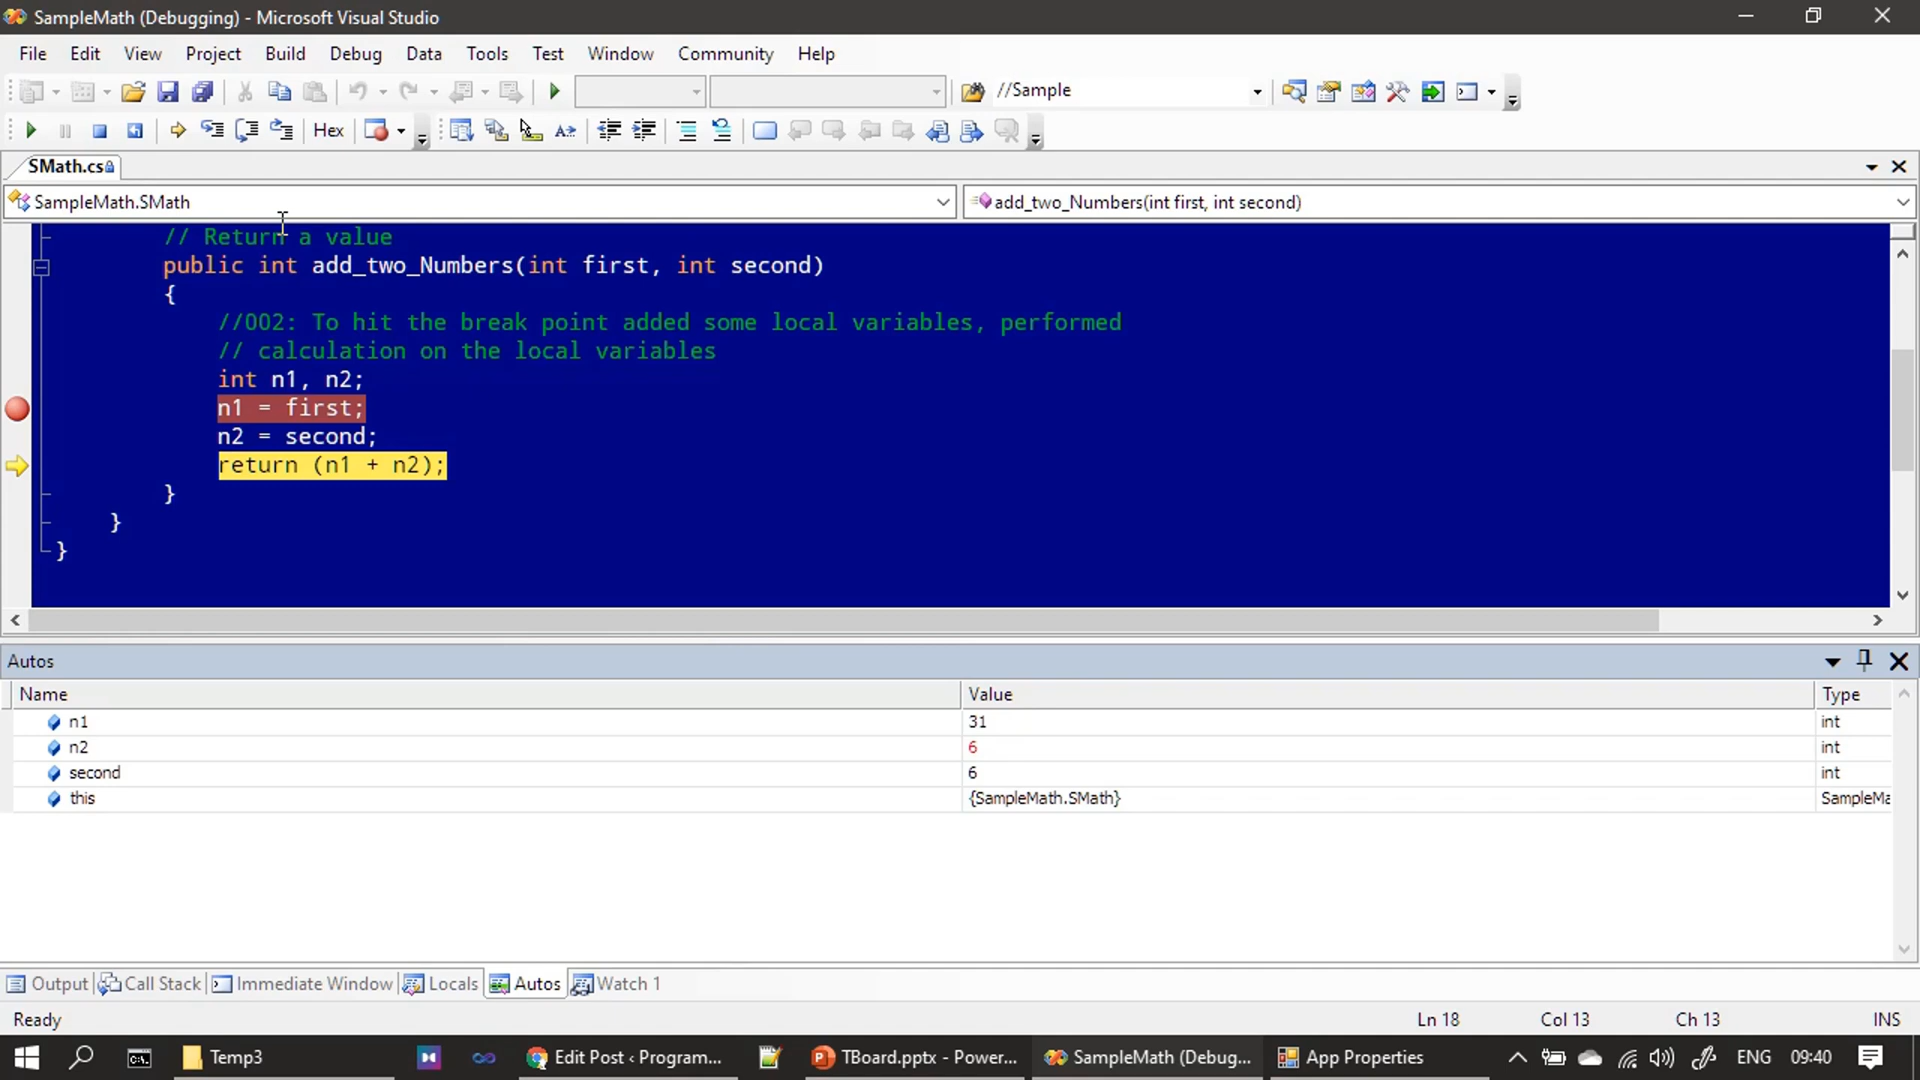 SampleMath (Debugging) - Microsoft Visual Studio
File Edit View Project Build Debug Data Tools Test Window Community Help
//Sample
Hex
SMath.cs
SampleMath.SMath
add_two_Numbers(int first, int second)
// Return a value
public int add_two_Numbers(int first, int second)
{
//002: To hit the break point added some local variables, performed
// calculation on the local variables
int n1, n2;
n1 = first;
n2 = second;
return (n1 + n2);
}
}
}
Autos
Name Value Type
n1 31 int
n2 6 int
second 6 int
this {SampleMath.SMath} SampleMa
Output Call Stack Immediate Window Locals Autos Watch 1
Ready Ln 18 Col 13 Ch 13 INS
Temp3 Edit Post ‹ Program... TBoard.pptx - Power... SampleMath (Debug... App Properties ENG 09:40